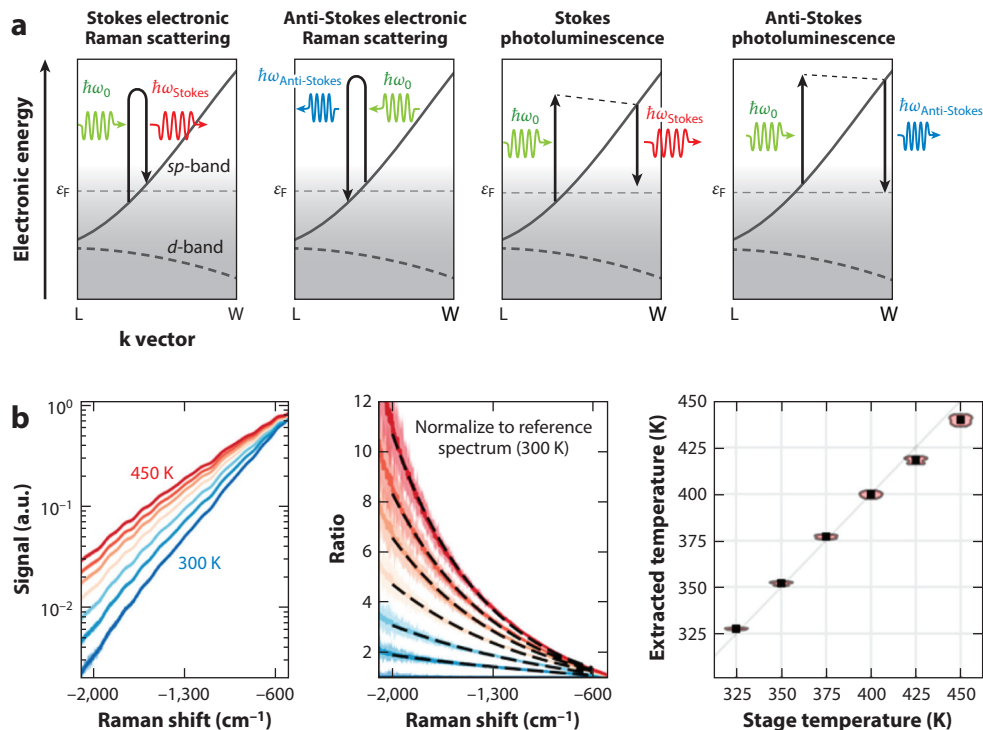 a
Stokes electronic
Raman scattering
Anti-Stokes electronic
Raman scattering
Stokes
photoluminescence
Anti-Stokes
photoluminescence
Electronic energy
ħω0
ħωStokes
sp-band
εF
d-band
L
W
k vector
ħωAnti-Stokes
ħω0
εF
L
W
ħω0
ħωStokes
εF
L
W
ħω0
ħωAnti-Stokes
εF
L
W
b
Signal (a.u.)
10⁰
10⁻¹
10⁻²
450 K
300 K
−2,000
−1,300
−600
Raman shift (cm⁻¹)
Ratio
12
10
8
6
4
2
Normalize to reference
spectrum (300 K)
−2,000
−1,300
−600
Raman shift (cm⁻¹)
Extracted temperature (K)
450
425
400
375
350
325
325
350
375
400
425
450
Stage temperature (K)